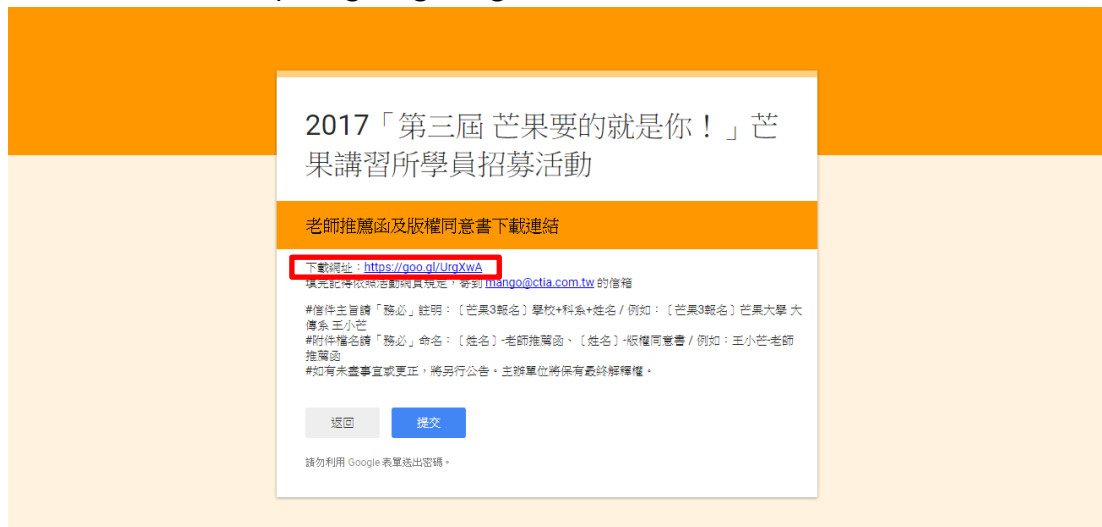 2017「第三屆 芒果要的就是你！」芒
果講習所學員招募活動
老師推薦函及版權同意書下載連結
下載網址：https://goo.gl/UrgXwA
填完記得依照活動網頁規定，寄到 mango@ctia.com.tw 的信箱
#信件主旨請「務必」註明：〔芒果3報名〕學校+科系+姓名 / 例如：〔芒果3報名〕芒果大學 大
傳系 王小芒
#附件檔名請「務必」命名：〔姓名〕-老師推薦函、〔姓名〕-版權同意書 / 例如：王小芒-老師
推薦函
#如有未盡事宜或更正，將另行公告。主辦單位將保有最終解釋權。
返回
提交
請勿利用 Google 表單送出密碼。